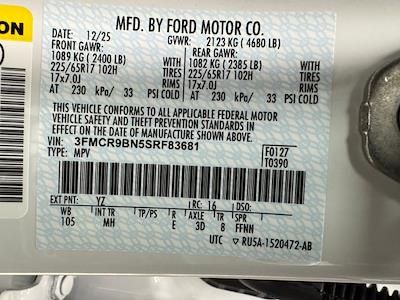 MFD. BY FORD MOTOR CO.
DATE: 12/25 GVWR: 2123 KG ( 4680 LB)
FRONT GAWR: REAR GAWR:
1089 KG ( 2400 LB) WITH 1082 KG ( 2385 LB) WITH
225/65R17 102H TIRES 225/65R17 102H TIRES
17x7.0J RIMS 17x7.0J RIMS
AT 230 kPa/ 33 PSI COLD AT 230 kPa/ 33 PSI COLD
THIS VEHICLE CONFORMS TO ALL APPLICABLE FEDERAL MOTOR
VEHICLE SAFETY AND THEFT PREVENTION STANDARDS IN EFFECT ON THE
DATE OF MANUFACTURE SHOWN ABOVE.
VIN: 3FMCR9BN5SRF83681 F0127
TYPE: MPV T0390
EXT PNT: YZ RC: 16 DSO:
WB INT TR TP/PS R AXLE TR SPR
105 MH E 3D 8 FFNN
UTC RU5A-1520472-AB